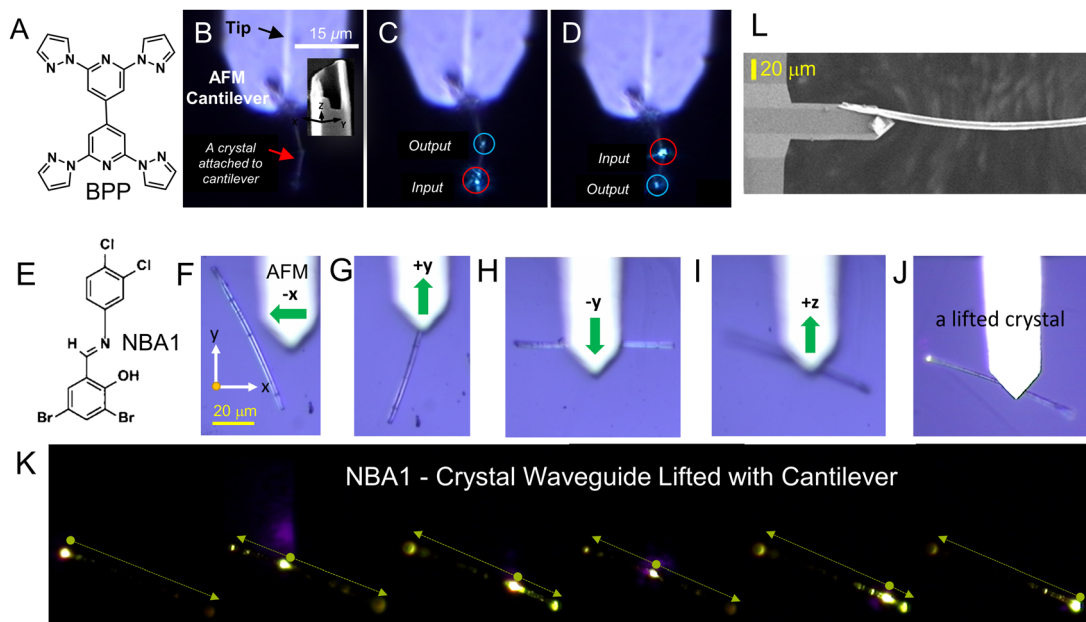 A
N
N
N
N
N
N
N
N
N
N
BPP
B
Tip
15 µm
AFM
Cantilever
Z
Y
A crystal
attached to
cantilever
C
Output
Input
D
Input
Output
L
20 µm
E
Cl
Cl
H
N
NBA1
OH
Br
Br
F
AFM
-x
y
x
20 µm
G
+y
H
-y
I
+z
J
a lifted crystal
K
NBA1 - Crystal Waveguide Lifted with Cantilever